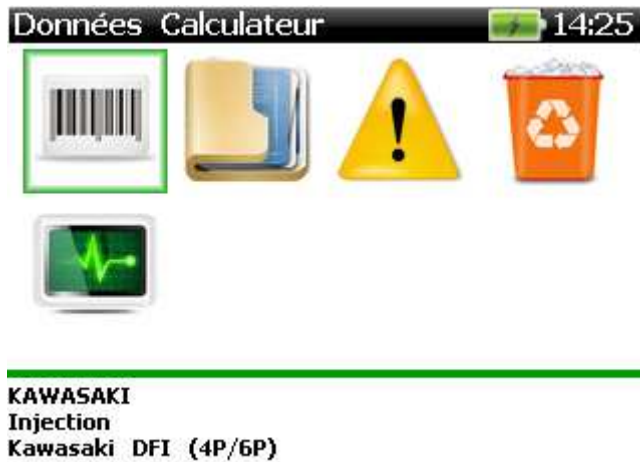 Données Calculateur 14:25
KAWASAKI
Injection
Kawasaki DFI (4P/6P)